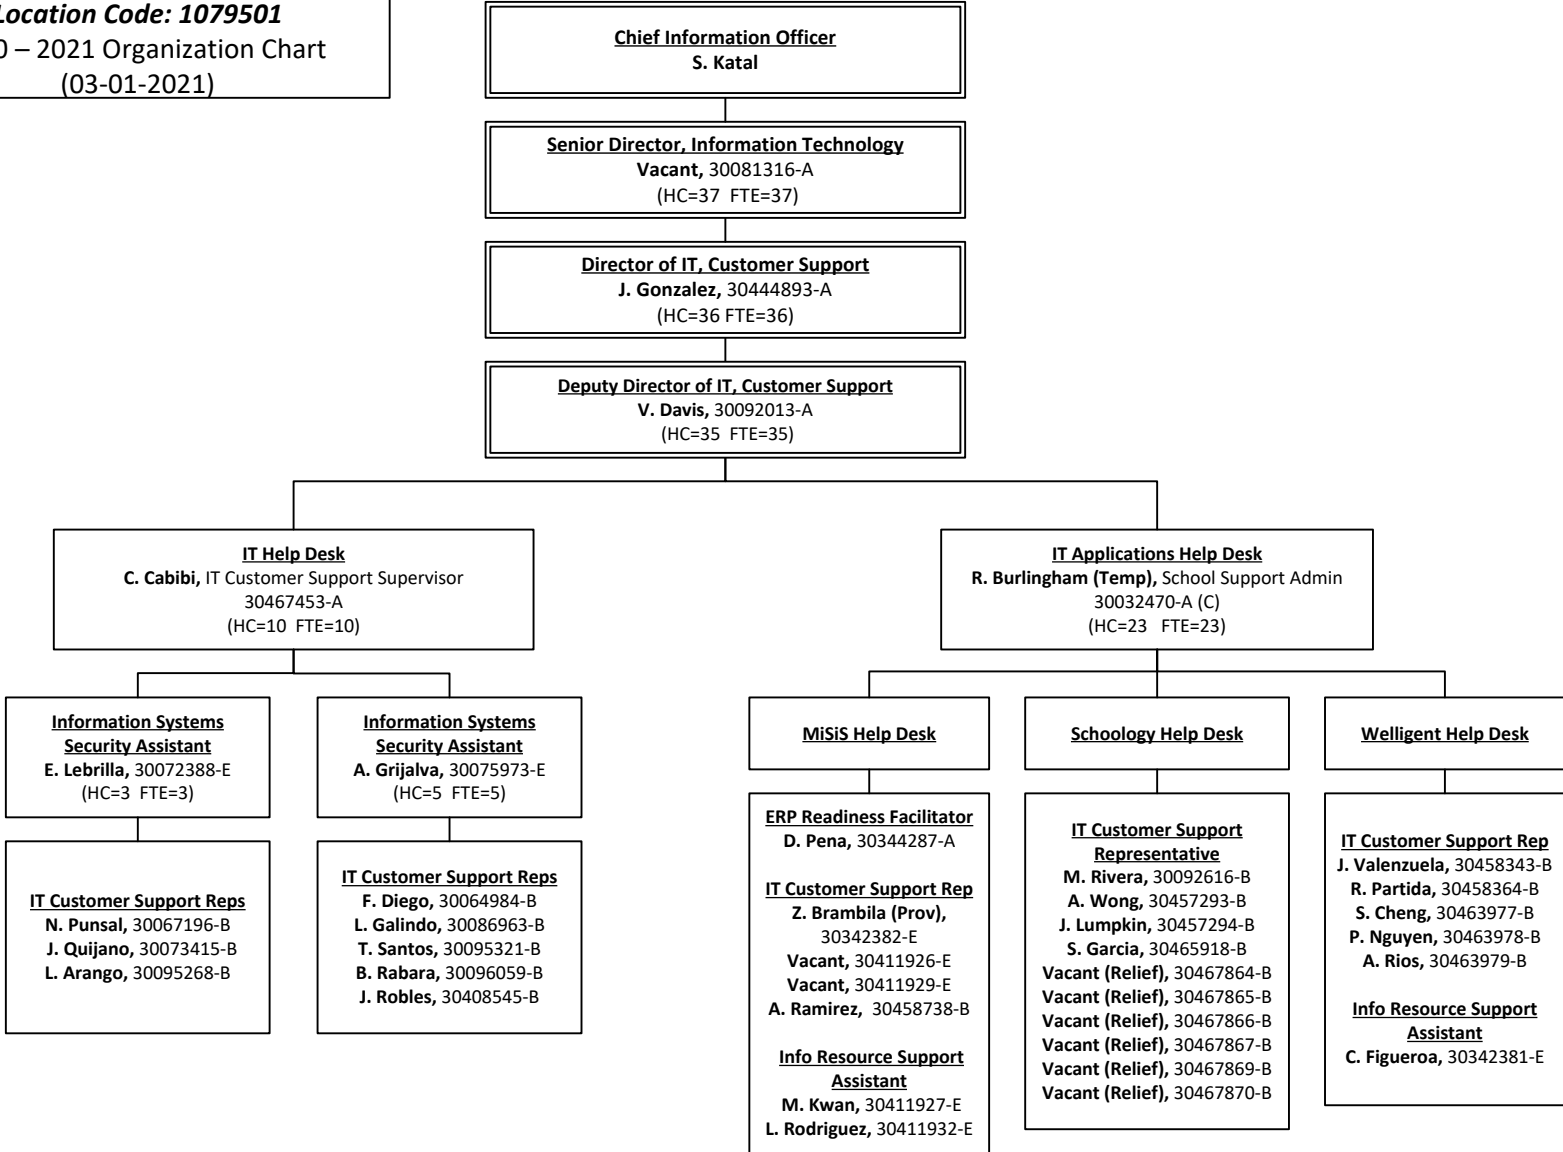 Location Code: 1079501
– 2021 Organization Chart
(03-01-2021)
Chief Information Officer
S. Katal
Senior Director, Information Technology
Vacant, 30081316-A
(HC=37 FTE=37)
Director of IT, Customer Support
J. Gonzalez, 30444893-A
(HC=36 FTE=36)
Deputy Director of IT, Customer Support
V. Davis, 30092013-A
(HC=35 FTE=35)
IT Help Desk
C. Cabibi, IT Customer Support Supervisor
30467453-A
(HC=10 FTE=10)
IT Applications Help Desk
R. Burlingham (Temp), School Support Admin
30032470-A (C)
(HC=23 FTE=23)
Information Systems
Security Assistant
E. Lebrilla, 30072388-E
(HC=3 FTE=3)
Information Systems
Security Assistant
A. Grijalva, 30075973-E
(HC=5 FTE=5)
MiSiS Help Desk
Schoology Help Desk
Welligent Help Desk
IT Customer Support Reps
N. Punsal, 30067196-B
J. Quijano, 30073415-B
L. Arango, 30095268-B
IT Customer Support Reps
F. Diego, 30064984-B
L. Galindo, 30086963-B
T. Santos, 30095321-B
B. Rabara, 30096059-B
J. Robles, 30408545-B
ERP Readiness Facilitator
D. Pena, 30344287-A
IT Customer Support Rep
Z. Brambila (Prov),
30342382-E
Vacant, 30411926-E
Vacant, 30411929-E
A. Ramirez, 30458738-B
Info Resource Support
Assistant
M. Kwan, 30411927-E
L. Rodriguez, 30411932-E
IT Customer Support
Representative
M. Rivera, 30092616-B
A. Wong, 30457293-B
J. Lumpkin, 30457294-B
S. Garcia, 30465918-B
Vacant (Relief), 30467864-B
Vacant (Relief), 30467865-B
Vacant (Relief), 30467866-B
Vacant (Relief), 30467867-B
Vacant (Relief), 30467869-B
Vacant (Relief), 30467870-B
IT Customer Support Rep
J. Valenzuela, 30458343-B
R. Partida, 30458364-B
S. Cheng, 30463977-B
P. Nguyen, 30463978-B
A. Rios, 30463979-B
Info Resource Support
Assistant
C. Figueroa, 30342381-E